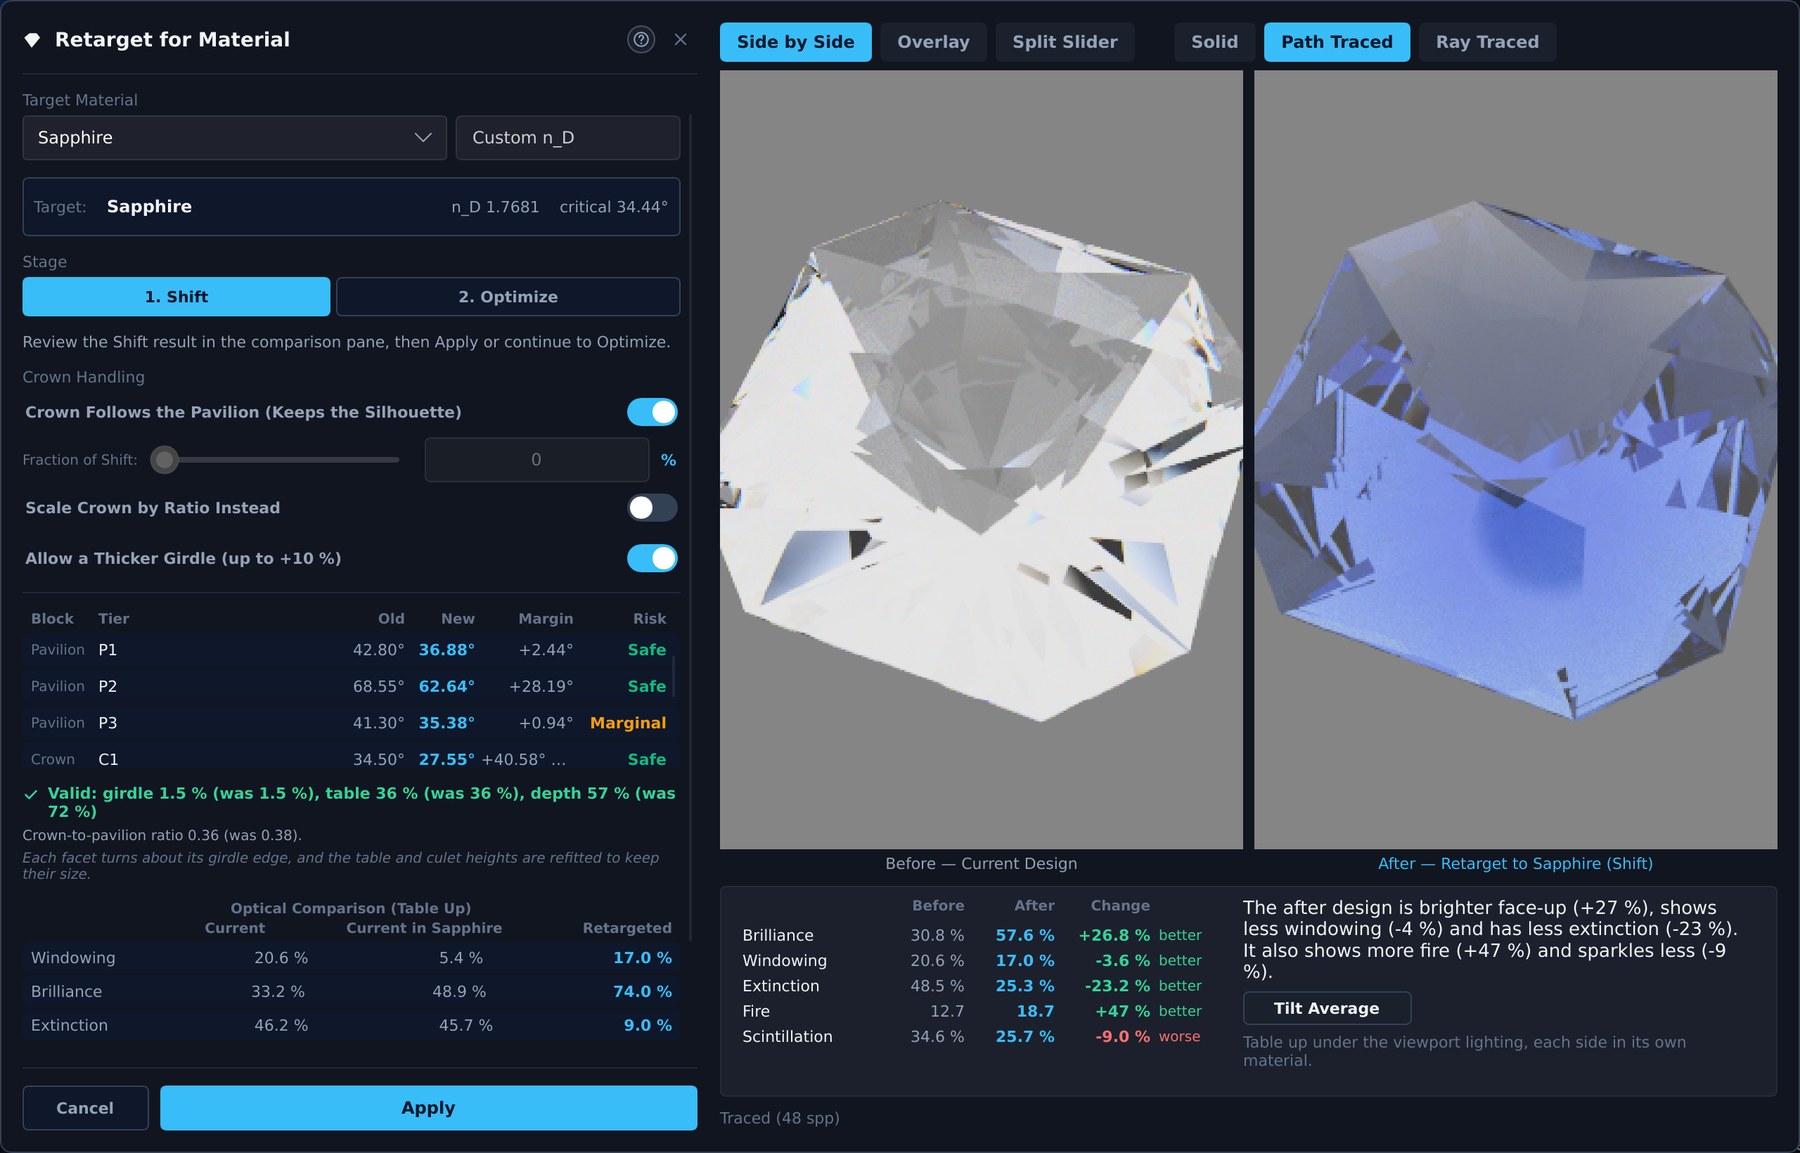 Retarget for Material
Target Material
Sapphire
Custom n_D
Target: Sapphire n_D 1.7681 critical 34.44°
Stage
1. Shift
2. Optimize
Review the Shift result in the comparison pane, then Apply or continue to Optimize.
Crown Handling
Crown Follows the Pavilion (Keeps the Silhouette)
Fraction of Shift: 0 %
Scale Crown by Ratio Instead
Allow a Thicker Girdle (up to +10 %)
Block Tier Old New Margin Risk
Pavilion P1 42.80° 36.88° +2.44° Safe
Pavilion P2 68.55° 62.64° +28.19° Safe
Pavilion P3 41.30° 35.38° +0.94° Marginal
Crown C1 34.50° 27.55° +40.58° ... Safe
Valid: girdle 1.5 % (was 1.5 %), table 36 % (was 36 %), depth 57 % (was
72 %)
Crown-to-pavilion ratio 0.36 (was 0.38).
Each facet turns about its girdle edge, and the table and culet heights are refitted to keep
their size.
Optical Comparison (Table Up)
Current Current in Sapphire Retargeted
Windowing 20.6 % 5.4 % 17.0 %
Brilliance 33.2 % 48.9 % 74.0 %
Extinction 46.2 % 45.7 % 9.0 %
Cancel
Apply
Side by Side
Overlay
Split Slider
Solid
Path Traced
Ray Traced
Before — Current Design
After — Retarget to Sapphire (Shift)
Before After Change
Brilliance 30.8 % 57.6 % +26.8 % better
Windowing 20.6 % 17.0 % -3.6 % better
Extinction 48.5 % 25.3 % -23.2 % better
Fire 12.7 18.7 +47 % better
Scintillation 34.6 % 25.7 % -9.0 % worse
The after design is brighter face-up (+27 %), shows
less windowing (-4 %) and has less extinction (-23 %).
It also shows more fire (+47 %) and sparkles less (-9
%).
Tilt Average
Table up under the viewport lighting, each side in its own
material.
Traced (48 spp)